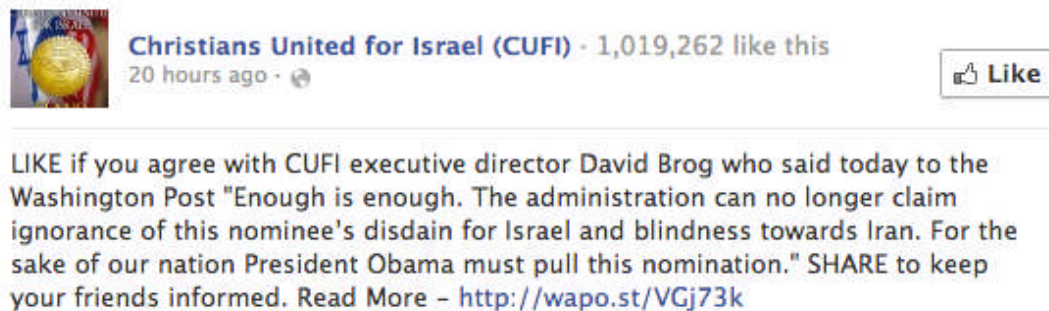 Christians United for Israel (CUFI) · 1,019,262 like this
20 hours ago ·
Like
LIKE if you agree with CUFI executive director David Brog who said today to the
Washington Post "Enough is enough. The administration can no longer claim
ignorance of this nominee's disdain for Israel and blindness towards Iran. For the
sake of our nation President Obama must pull this nomination." SHARE to keep
your friends informed. Read More – http://wapo.st/VGj73k